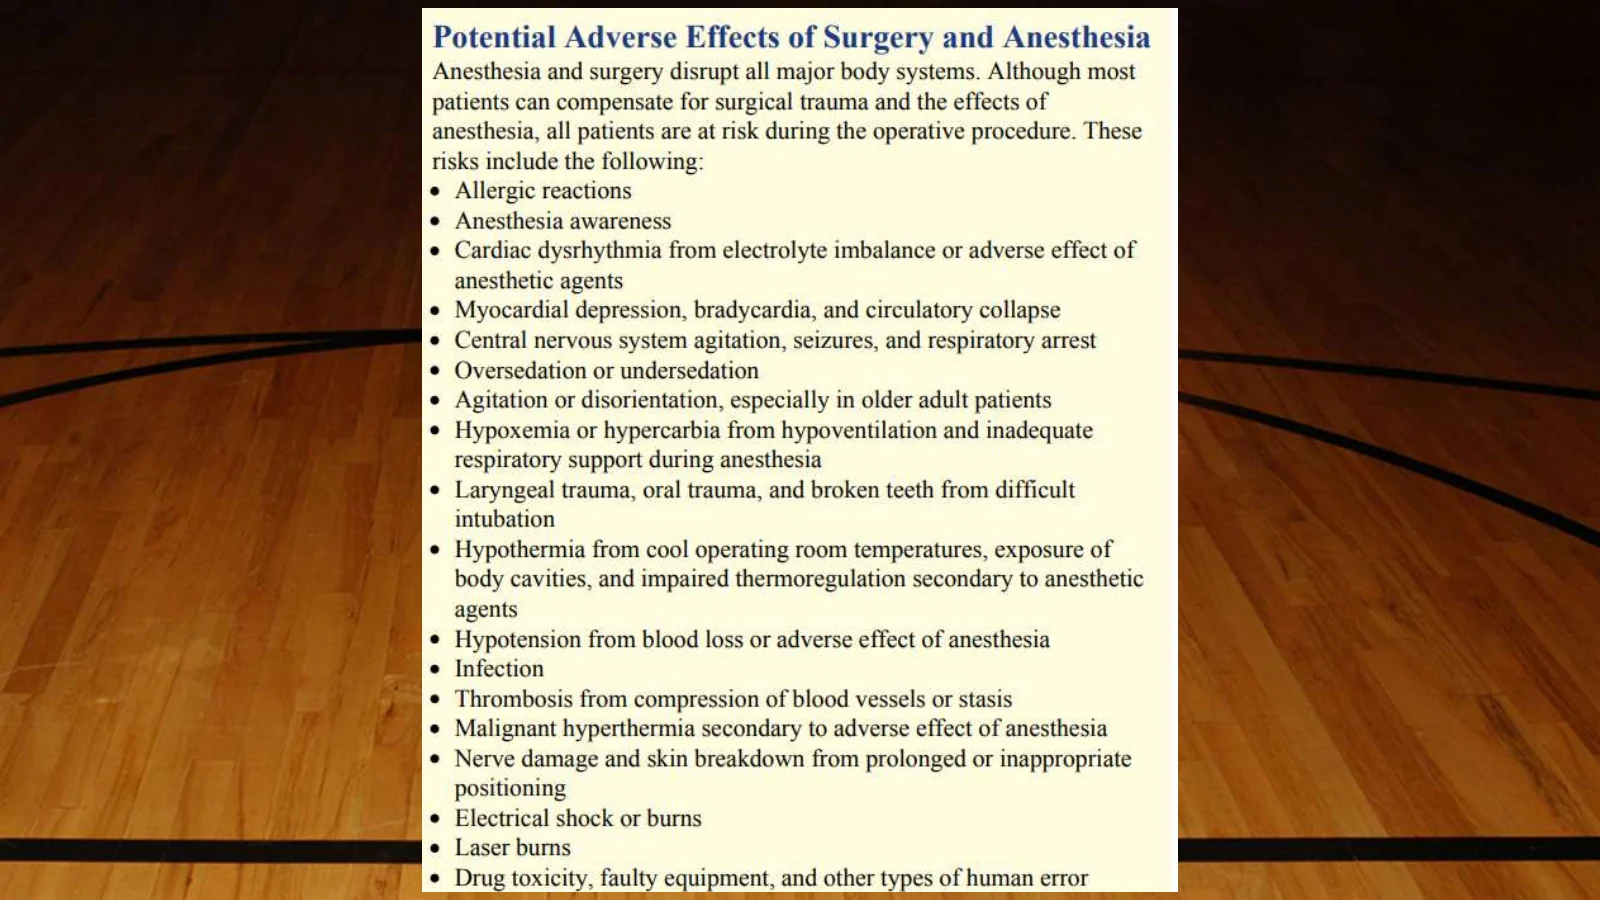 Potential Adverse Effects of Surgery and Anesthesia
Anesthesia and surgery disrupt all major body systems. Although most
patients can compensate for surgical trauma and the effects of
anesthesia, all patients are at risk during the operative procedure. These
risks include the following:
• Allergic reactions
• Anesthesia awareness
• Cardiac dysrhythmia from electrolyte imbalance or adverse effect of
anesthetic agents
• Myocardial depression, bradycardia, and circulatory collapse
• Central nervous system agitation, seizures, and respiratory arrest
• Oversedation or undersedation
• Agitation or disorientation, especially in older adult patients
• Hypoxemia or hypercarbia from hypoventilation and inadequate
respiratory support during anesthesia
• Laryngeal trauma, oral trauma, and broken teeth from difficult
intubation
• Hypothermia from cool operating room temperatures, exposure of
body cavities, and impaired thermoregulation secondary to anesthetic
agents
• Hypotension from blood loss or adverse effect of anesthesia
• Infection
• Thrombosis from compression of blood vessels or stasis
• Malignant hyperthermia secondary to adverse effect of anesthesia
• Nerve damage and skin breakdown from prolonged or inappropriate
positioning
• Electrical shock or burns
• Laser burns
• Drug toxicity, faulty equipment, and other types of human error